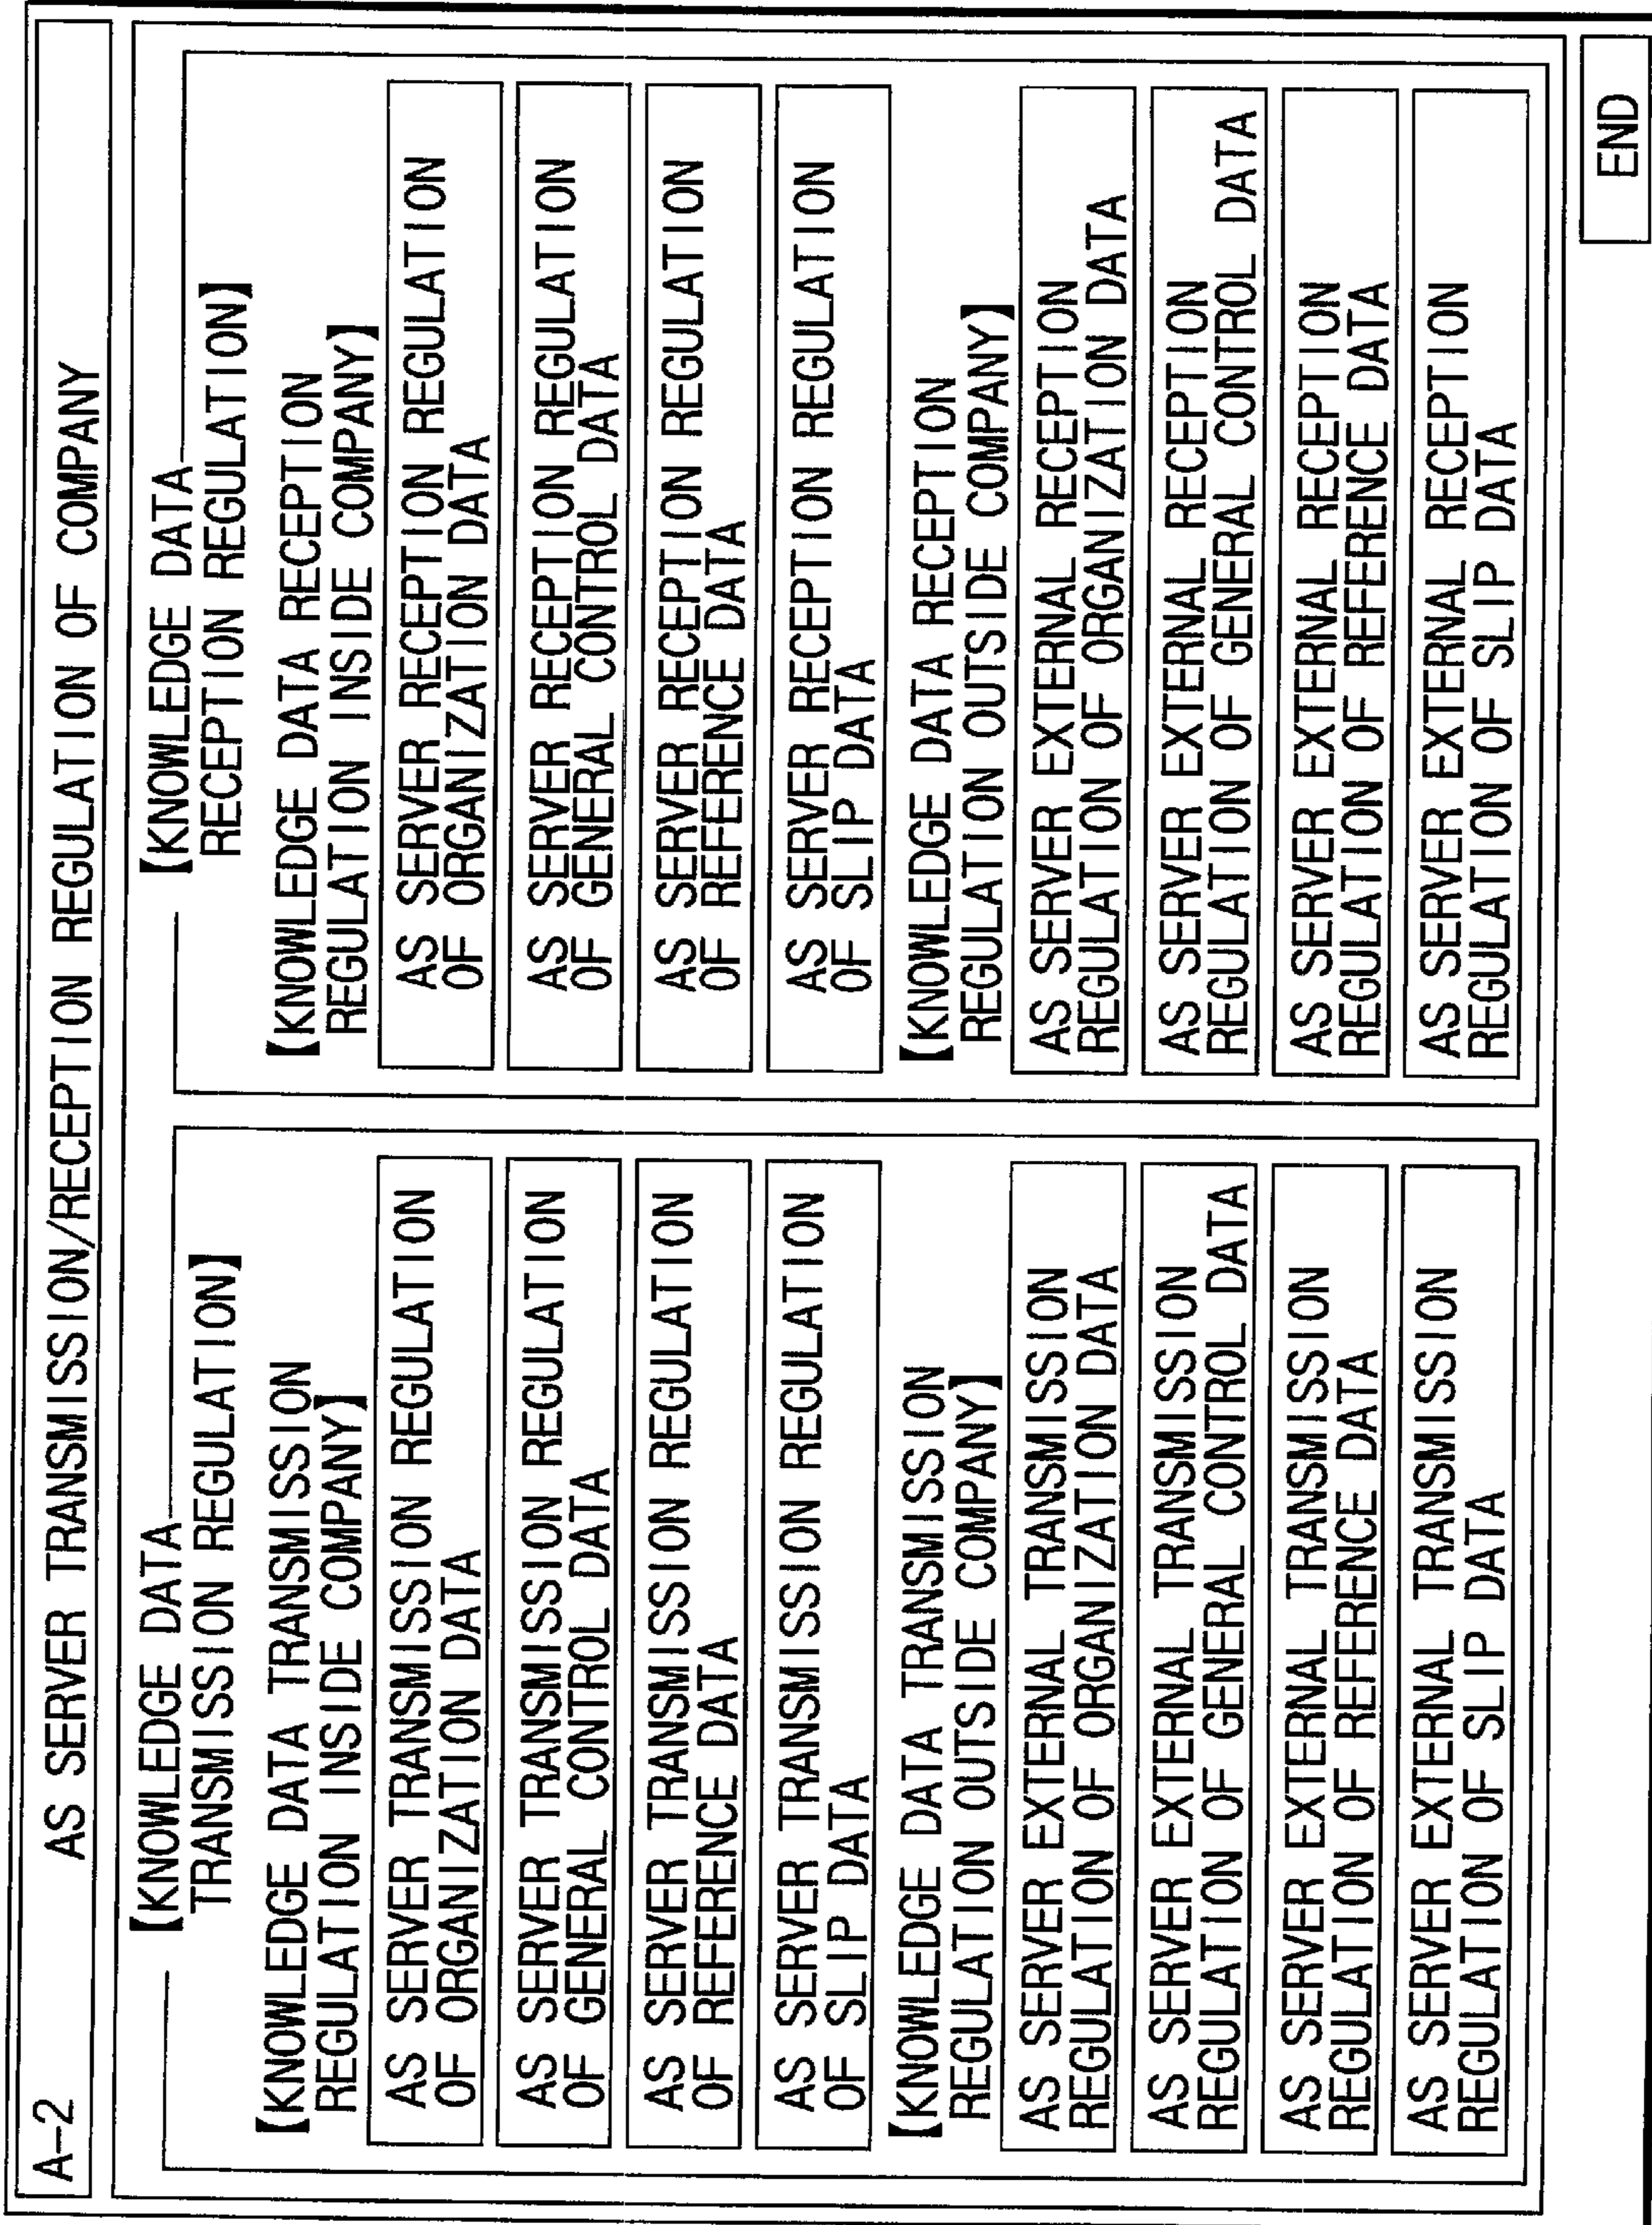 A-2 AS SERVER TRANSMISSION/RECEPTION REGULATION OF COMPANY
【KNOWLEDGE DATA
TRANSMISSION REGULATION】
【KNOWLEDGE DATA TRANSMISSION
REGULATION INSIDE COMPANY】
AS SERVER TRANSMISSION REGULATION
OF ORGANIZATION DATA
AS SERVER TRANSMISSION REGULATION
OF GENERAL CONTROL DATA
AS SERVER TRANSMISSION REGULATION
OF REFERENCE DATA
AS SERVER TRANSMISSION REGULATION
OF SLIP DATA
【KNOWLEDGE DATA TRANSMISSION
REGULATION OUTSIDE COMPANY】
AS SERVER EXTERNAL TRANSMISSION
REGULATION OF ORGANIZATION DATA
AS SERVER EXTERNAL TRANSMISSION
REGULATION OF GENERAL CONTROL DATA
AS SERVER EXTERNAL TRANSMISSION
REGULATION OF REFERENCE DATA
AS SERVER EXTERNAL TRANSMISSION
REGULATION OF SLIP DATA
【KNOWLEDGE DATA
RECEPTION REGULATION】
【KNOWLEDGE DATA RECEPTION
REGULATION INSIDE COMPANY】
AS SERVER RECEPTION REGULATION
OF ORGANIZATION DATA
AS SERVER RECEPTION REGULATION
OF GENERAL CONTROL DATA
AS SERVER RECEPTION REGULATION
OF REFERENCE DATA
AS SERVER RECEPTION REGULATION
OF SLIP DATA
【KNOWLEDGE DATA RECEPTION
REGULATION OUTSIDE COMPANY】
AS SERVER EXTERNAL RECEPTION
REGULATION OF ORGANIZATION DATA
AS SERVER EXTERNAL RECEPTION
REGULATION OF GENERAL CONTROL DATA
AS SERVER EXTERNAL RECEPTION
REGULATION OF REFERENCE DATA
AS SERVER EXTERNAL RECEPTION
REGULATION OF SLIP DATA
END